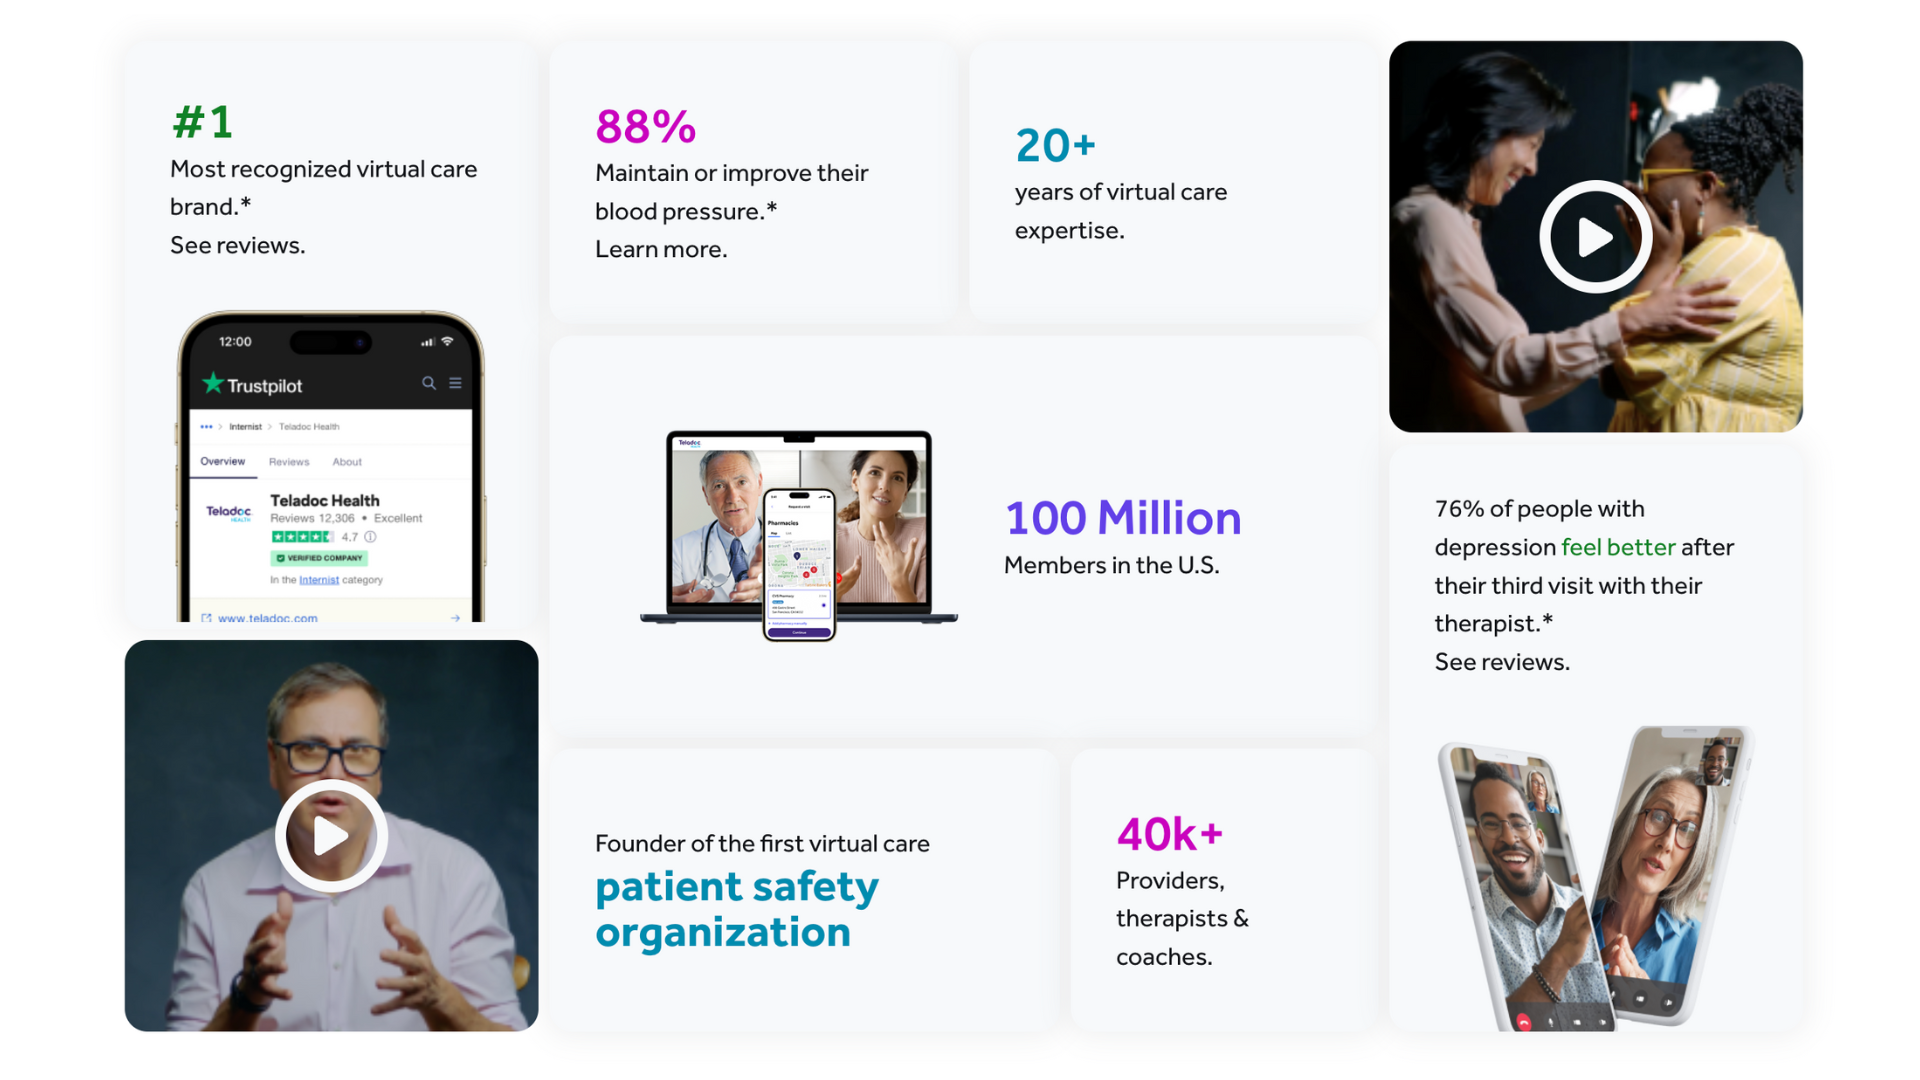 #1
Most recognized virtual care
brand.*
See reviews.
12:00
Trustpilot
Internist
Teladoc Health
Overview
Reviews
About
Teladoc
HEALTH
Teladoc Health
Reviews 12,306 • Excellent
4.7
VERIFIED COMPANY
In the Internist category
www.teladoc.com
88%
Maintain or improve their
blood pressure.*
Learn more.
20+
years of virtual care
expertise.
Teladoc
HEALTH
Pharmacies
Continue
100 Million
Members in the U.S.
76% of people with
depression feel better after
their third visit with their
therapist.*
See reviews.
Founder of the first virtual care
patient safety
organization
40k+
Providers,
therapists &
coaches.